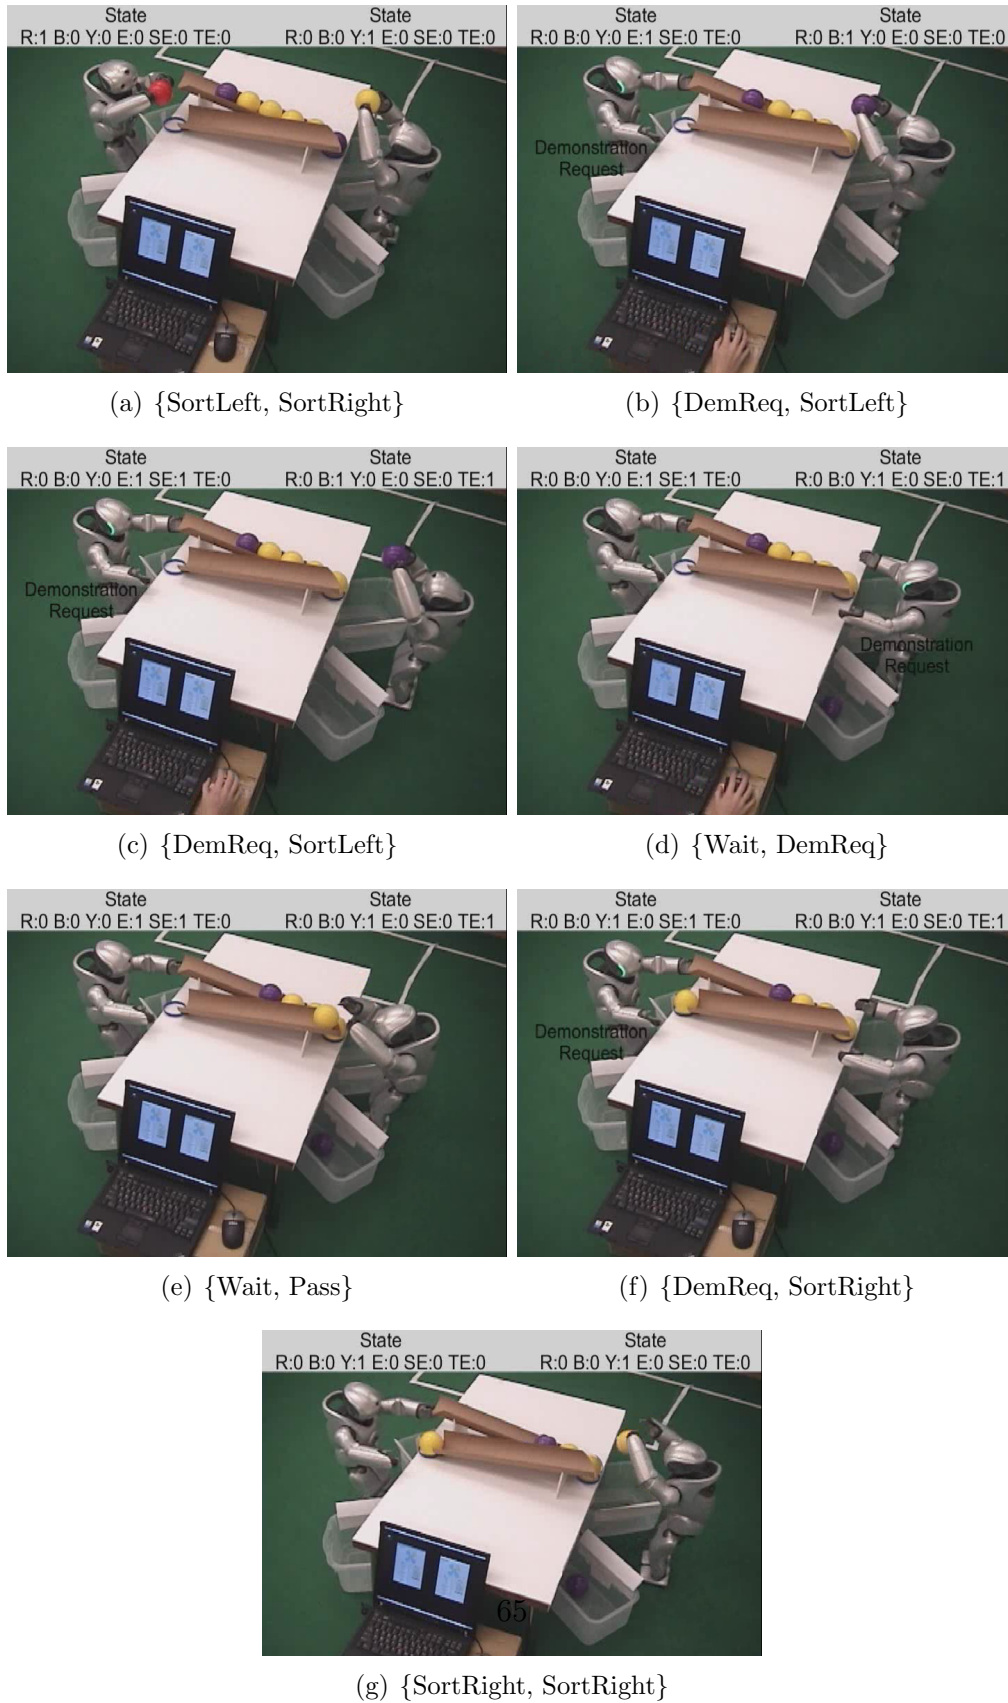 State State
R:1 B:0 Y:0 E:0 SE:0 TE:0 R:0 B:0 Y:1 E:0 SE:0 TE:0
State State
R:0 B:0 Y:0 E:1 SE:0 TE:0 R:0 B:1 Y:0 E:0 SE:0 TE:0
Demonstration
Request
(a) {SortLeft, SortRight}
(b) {DemReq, SortLeft}
State State
R:0 B:0 Y:0 E:1 SE:1 TE:0 R:0 B:1 Y:0 E:0 SE:0 TE:1
Demonstration
Request
State State
R:0 B:0 Y:0 E:1 SE:1 TE:0 R:0 B:0 Y:1 E:0 SE:0 TE:1
Demonstration
Request
(c) {DemReq, SortLeft}
(d) {Wait, DemReq}
State State
R:0 B:0 Y:0 E:1 SE:1 TE:0 R:0 B:0 Y:1 E:0 SE:0 TE:1
State State
R:0 B:0 Y:1 E:0 SE:1 TE:0 R:0 B:0 Y:1 E:0 SE:0 TE:1
Demonstration
Request
(e) {Wait, Pass}
(f) {DemReq, SortRight}
State State
R:0 B:0 Y:1 E:0 SE:0 TE:0 R:0 B:0 Y:1 E:0 SE:0 TE:0
65
(g) {SortRight, SortRight}